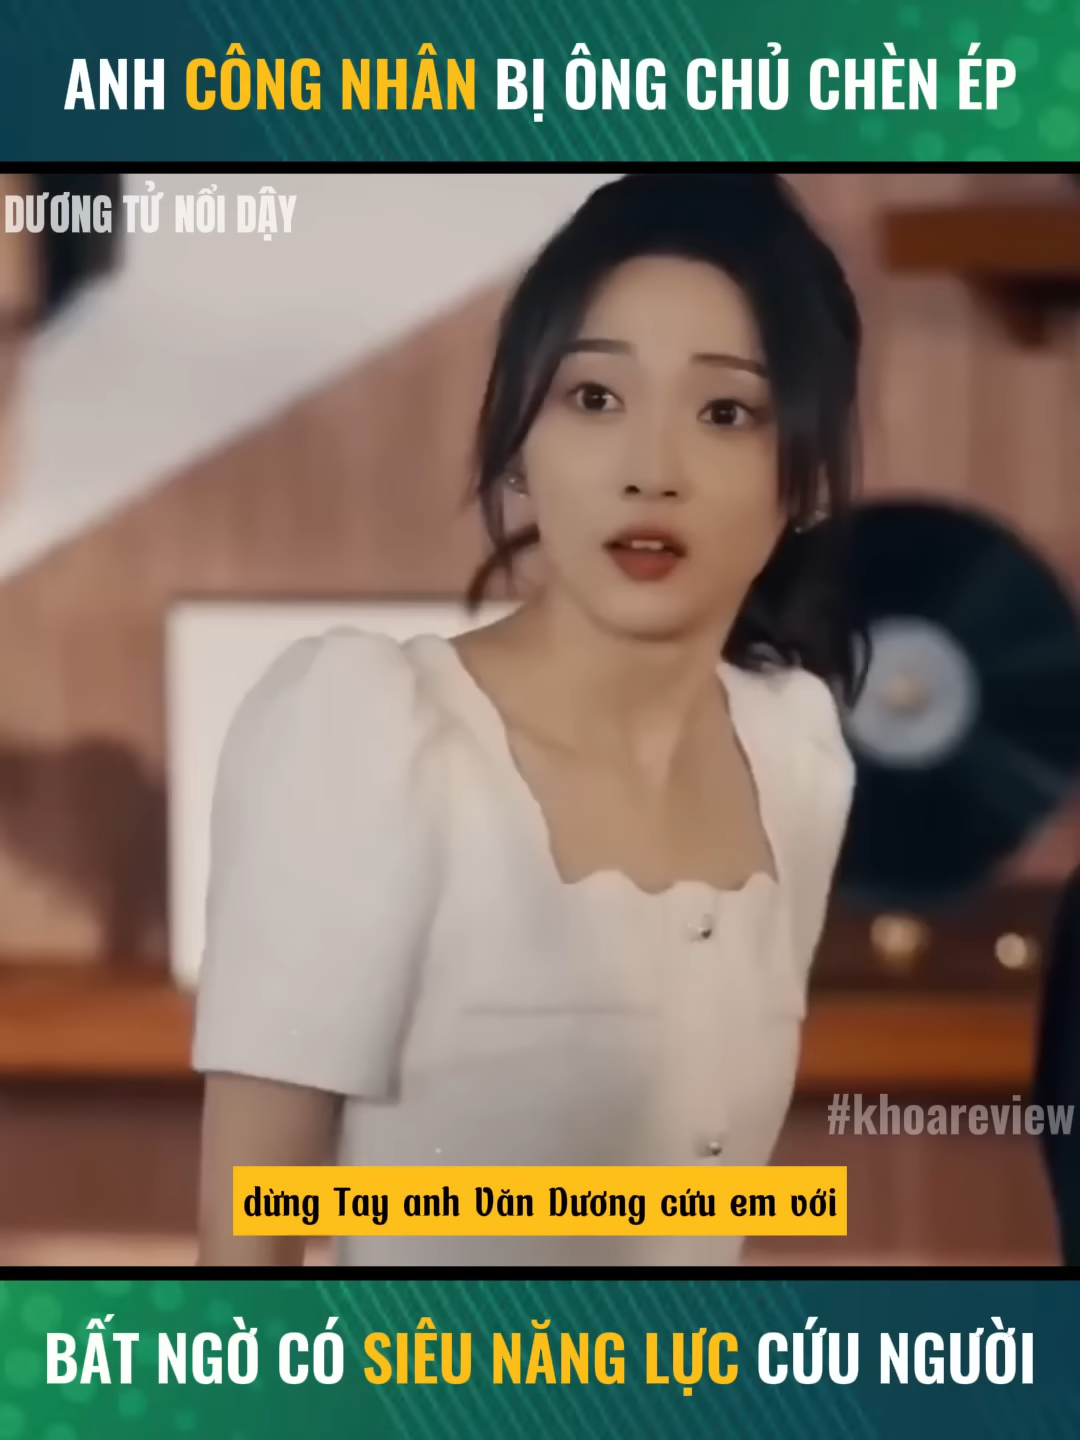 ANH CÔNG NHÂN BỊ ÔNG CHỦ CHÈN ÉP
DƯƠNG TỬ NỔI DẬY
#khoareview
dừng Tay anh Văn Dương cứu em với
BẤT NGỜ CÓ SIÊU NĂNG LỰC CỨU NGƯỜI